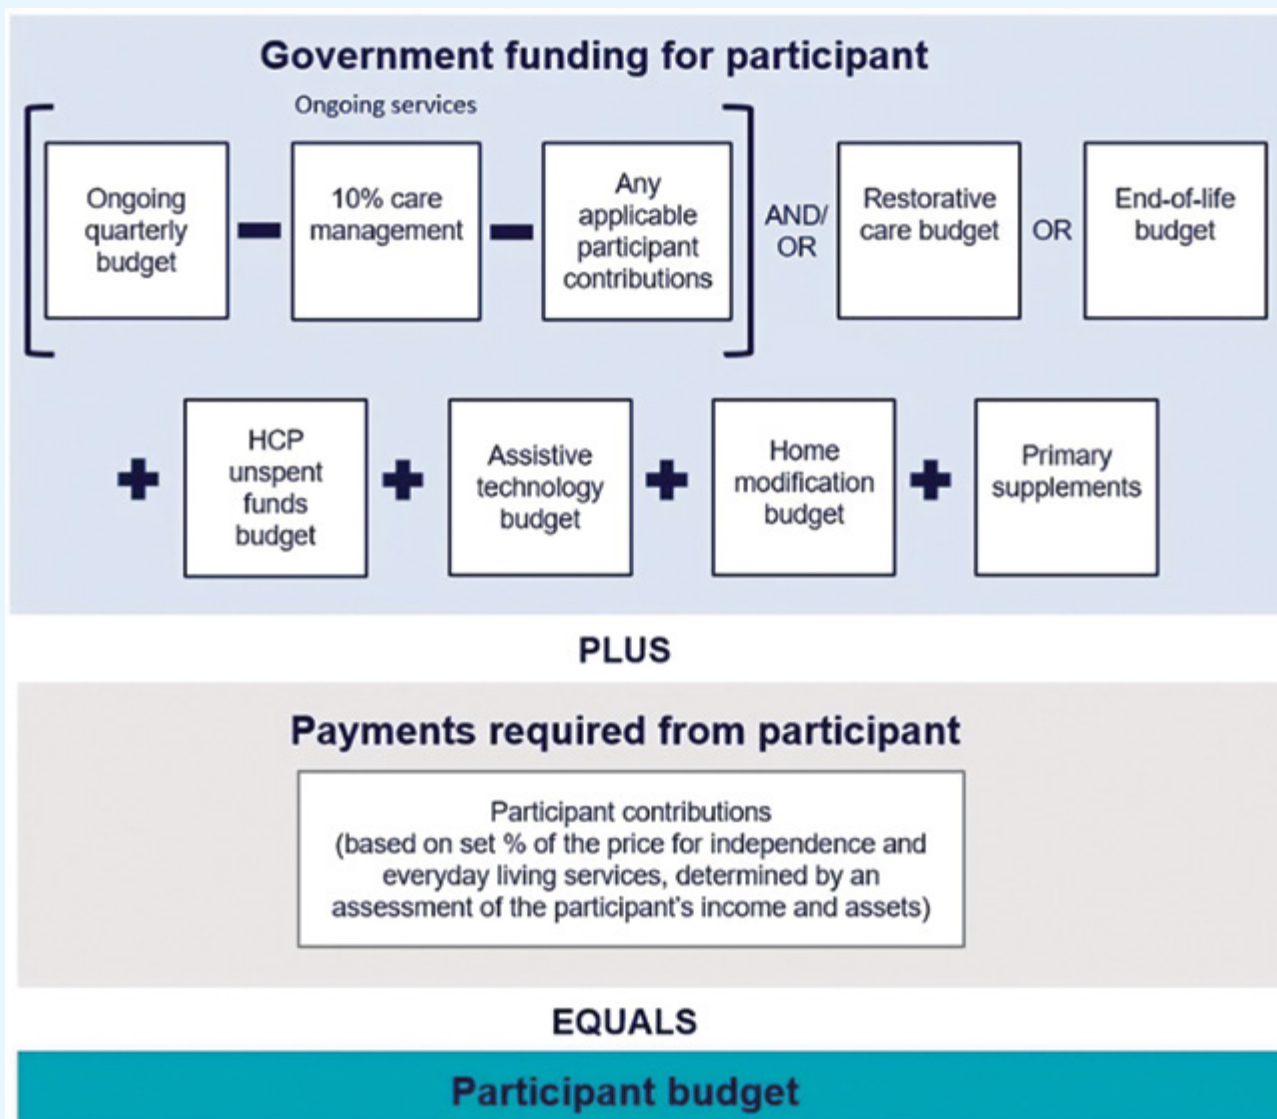 Government funding for participant
Ongoing services
Ongoing
quarterly
budget
10% care
management
Any
applicable
participant
contributions
AND/
OR
Restorative
care budget
OR
End-of-life
budget
HCP
unspent
funds
budget
Assistive
technology
budget
Home
modification
budget
Primary
supplements
PLUS
Payments required from participant
Participant contributions
(based on set % of the price for independence and
everyday living services, determined by an
assessment of the participant's income and assets)
EQUALS
Participant budget